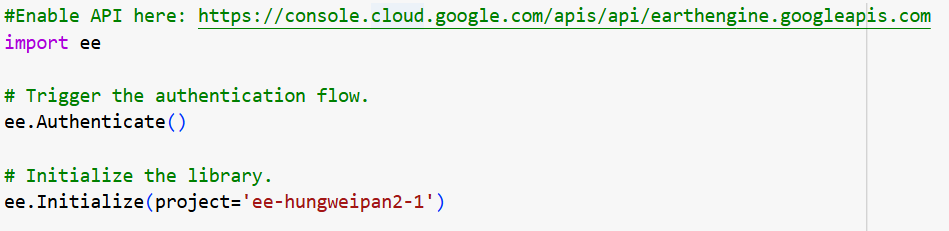 #Enable API here: https://console.cloud.google.com/apis/api/earthengine.googleapis.com
import ee
# Trigger the authentication flow.
ee.Authenticate()
# Initialize the library.
ee.Initialize(project='ee-hungweipan2-1')